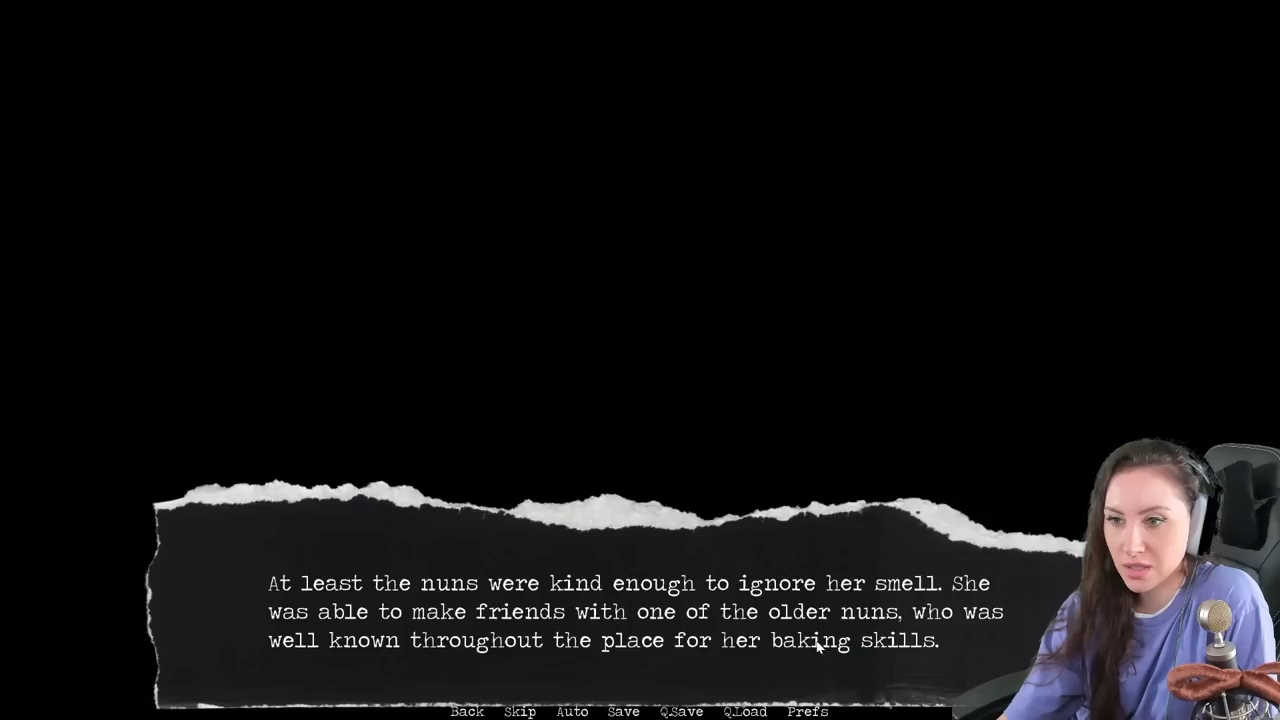 At least the nuns were kind enough to ignore her smell. She
was able to make friends with one of the older nuns, who was
well known throughout the place for her baking skills.
Back Skip Auto Save Q.Save Q.Load Prefs